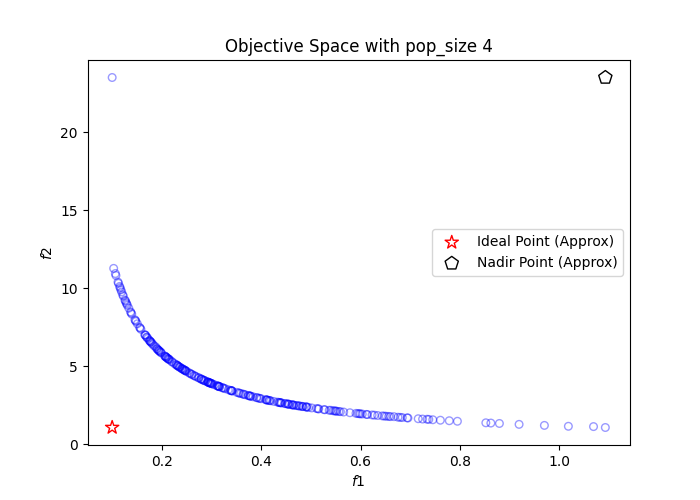 Objective Space with pop_size 4
f2
20
15
10
5
0
Ideal Point (Approx)
Nadir Point (Approx)
0.2 0.4 0.6 0.8 1.0
f1